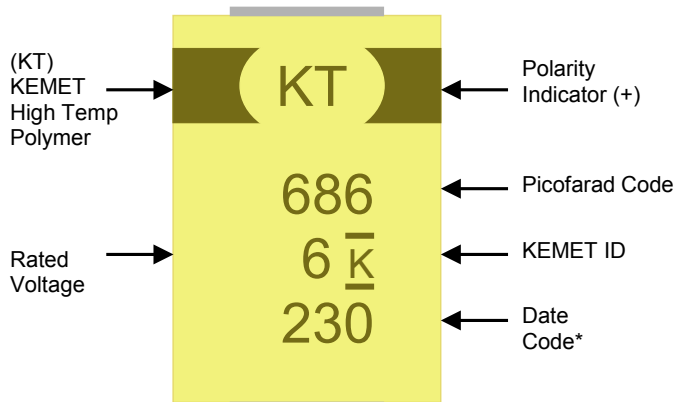 (KT)
KEMET
High Temp
Polymer
KT
Polarity
Indicator (+)
686
Picofarad Code
Rated
Voltage
6 K
KEMET ID
230
Date
Code*